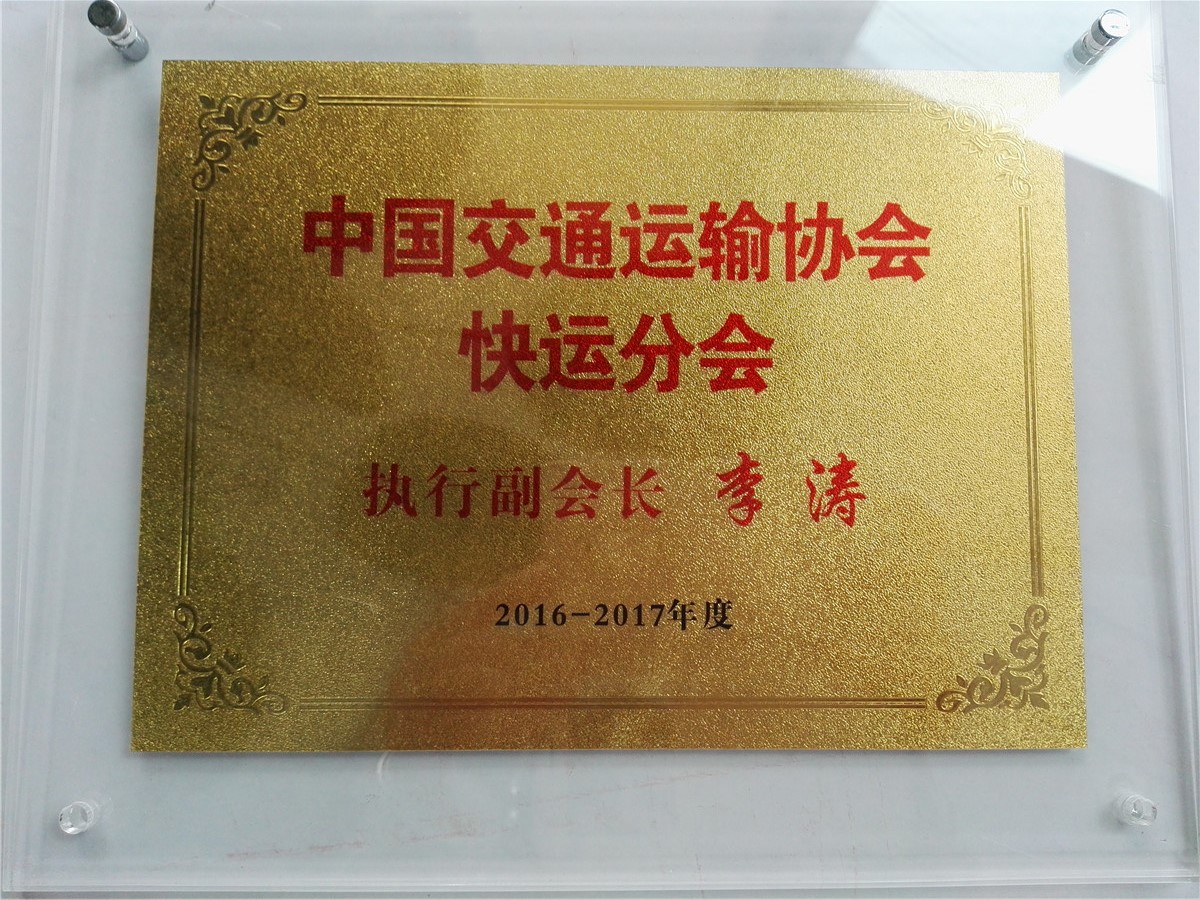 中国交通运输协会
快运分会
执行副会长 李涛
2016-2017年度